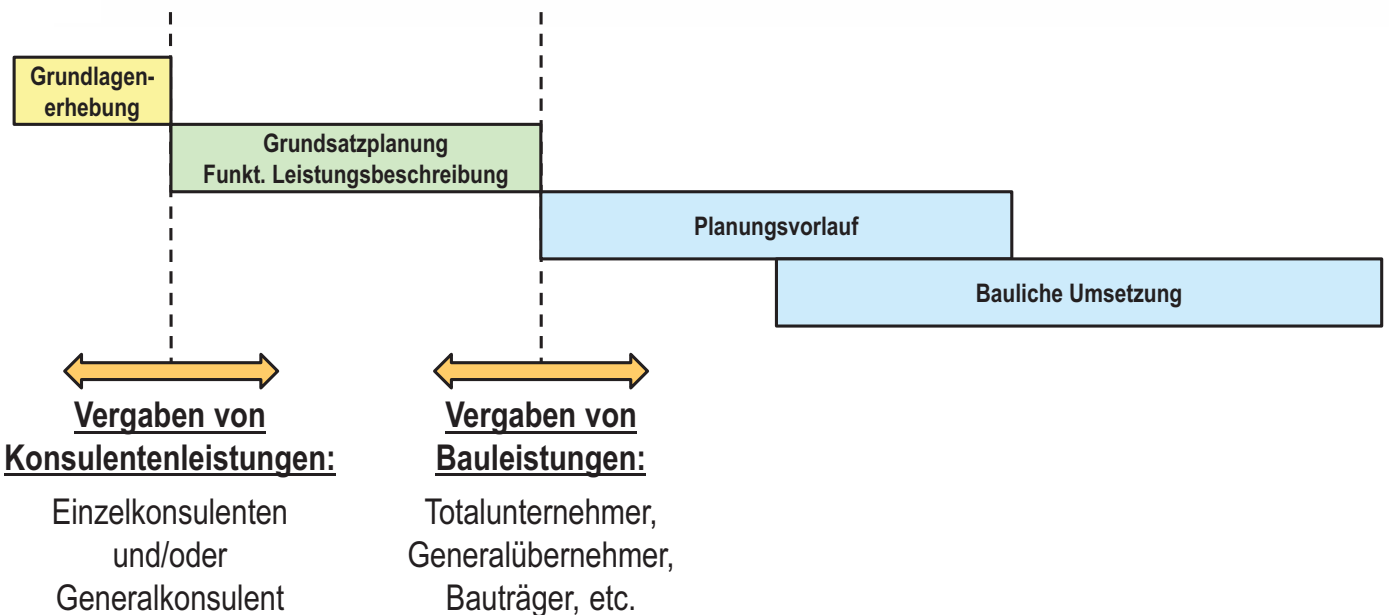 Grundlagen-
erhebung
Grundsatzplanung
Funkt. Leistungsbeschreibung
Planungsvorlauf
Bauliche Umsetzung
Vergaben von
Konsulentenleistungen:
Einzelkonsulenten
und/oder
Generalkonsulent
Vergaben von
Bauleistungen:
Totalunternehmer,
Generalübernehmer,
Bauträger, etc.